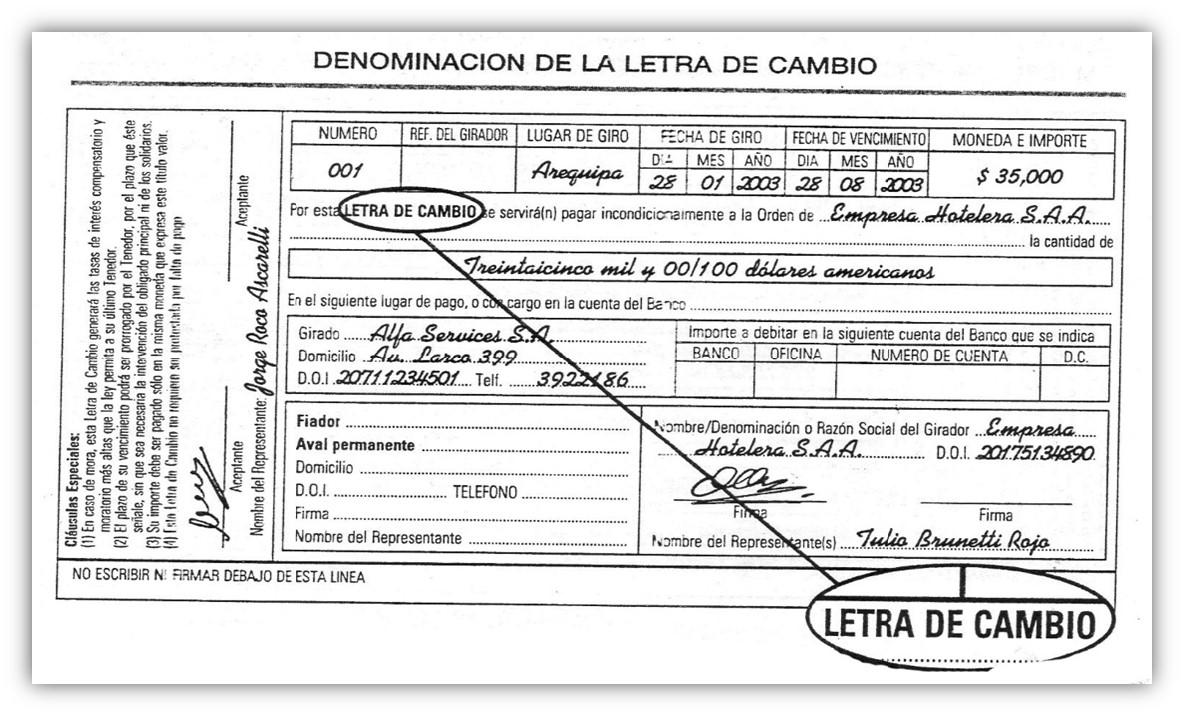 DENOMINACION DE LA LETRA DE CAMBIO
Cláusulas Especiales:
(1) En caso de mora, esta Letra de Cambio generará las tasas de interés compensatorio y
moratorio más altas que la ley permita a su último Tenedor.
(2) El plazo de su vencimiento podrá ser prorrogado por el Tenedor, por el plazo que éste
señale, sin que sea necesaria la intervención del obligado principal ni de los solidarios.
(3) Su importe debe ser pagado sólo en la misma moneda que expresa este título valor.
(4) Esta Letra de Cambio no requiere ser protestada por falta de pago
Aceptante
Aceptante
Nombre del Representante: Jorge Roco Ascarelli
NUMERO REF. DEL GIRADOR LUGAR DE GIRO FECHA DE GIRO FECHA DE VENCIMIENTO MONEDA E IMPORTE
DIA MES AÑO DIA MES AÑO
001 Arequipa 28 01 2003 28 08 2003 $ 35,000
Por esta LETRA DE CAMBIO se servirá(n) pagar incondicionalmente a la Orden de Empresa Hotelera S.A.A.
la cantidad de
Treintaicinco mil y 00/100 dólares americanos
En el siguiente lugar de pago, o con cargo en la cuenta del Banco
Girado Alfa Services S.A.
Domicilio Av. Larco 399
D.O.I. 20711234501 Telf. 3922186
Importe a debitar en la siguiente cuenta del Banco que se indica
BANCO OFICINA NUMERO DE CUENTA D.C.
Fiador
Aval permanente
Domicilio
D.O.I. TELEFONO
Firma
Nombre del Representante
Nombre/Denominación o Razón Social del Girador Empresa
Hotelera S.A.A. D.O.I. 20175134890
Firma Firma
Nombre del Representante(s) Tulio Brunetti Rojo
NO ESCRIBIR NI FIRMAR DEBAJO DE ESTA LINEA
LETRA DE CAMBIO